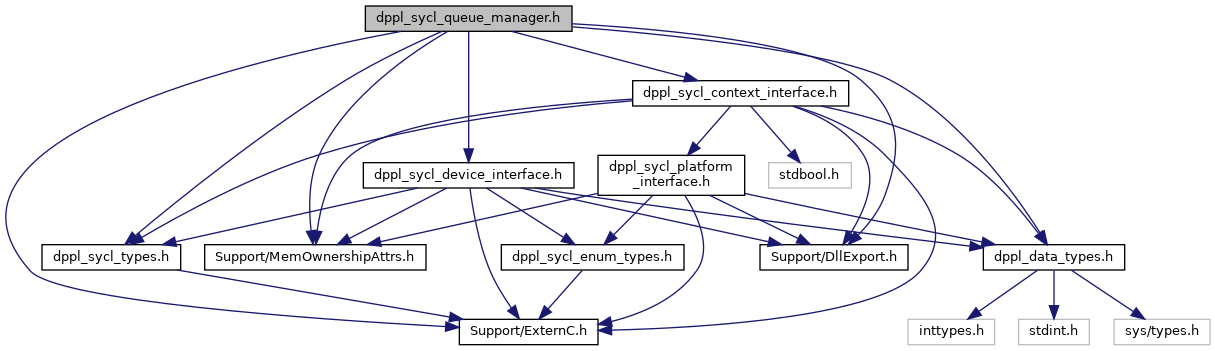 dppl_sycl_queue_manager.h
dppl_sycl_context_interface.h
dppl_sycl_device_interface.h
dppl_sycl_platform
_interface.h
stdbool.h
dppl_sycl_types.h
Support/MemOwnershipAttrs.h
dppl_sycl_enum_types.h
Support/DllExport.h
dppl_data_types.h
Support/ExternC.h
inttypes.h
stdint.h
sys/types.h